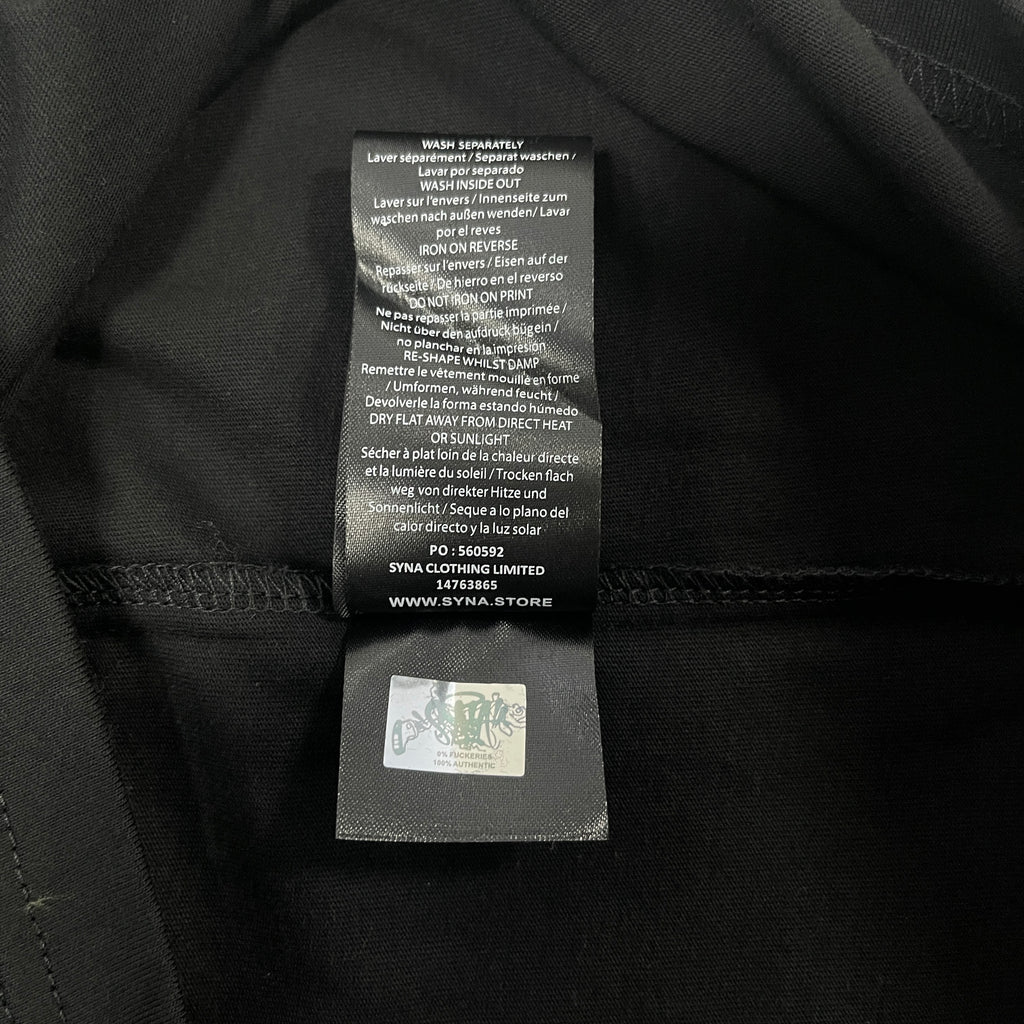 WASH SEPARATELY
Laver séparément / Separat waschen /
Lavar por separado
WASH INSIDE OUT
Laver sur l'envers / Innenseite zum
waschen nach außen wenden/ Lavar
por el reves
IRON ON REVERSE
Repasser sur l'envers / Eisen auf der
rückseite / De hierro en el reverso
DO NOT IRON ON PRINT
Ne pas repasser la partie imprimée /
Nicht über den aufdruck bügein /
no planchar en la impresión
RE-SHAPE WHILST DAMP
Remettre le vêtement mouillé en forme
/ Umformen, während feucht /
Devolverle la forma estando húmedo
DRY FLAT AWAY FROM DIRECT HEAT
OR SUNLIGHT
Sécher à plat loin de la chaleur directe
et la lumière du soleil / Trocken flach
weg von direkter Hitze und
Sonnenlicht / Seque a lo plano del
calor directo y la luz solar
PO : 560592
SYNA CLOTHING LIMITED
14763865
WWW.SYNA.STORE
0% FUCKERIES
100% AUTHENTIC